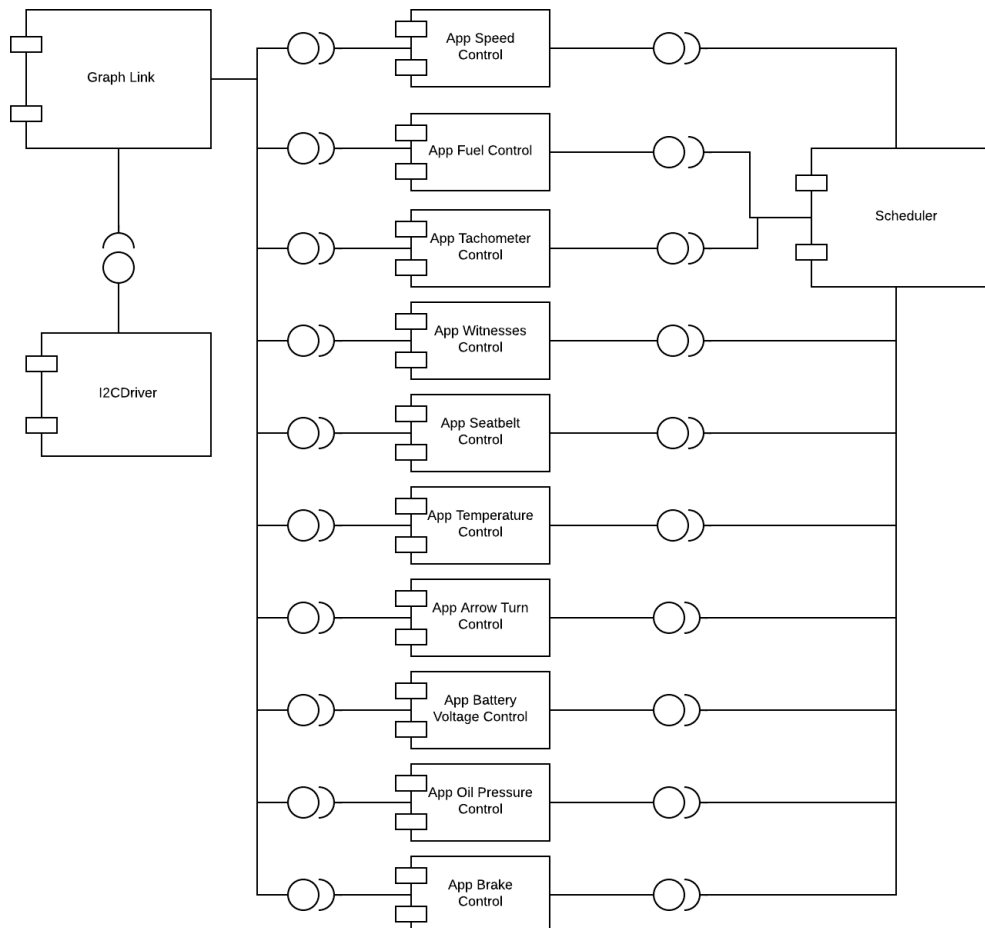 Graph Link
App Speed
Control
App Fuel Control
Scheduler
App Tachometer
Control
App Witnesses
Control
I2CDriver
App Seatbelt
Control
App Temperature
Control
App Arrow Turn
Control
App Battery
Voltage Control
App Oil Pressure
Control
App Brake
Control